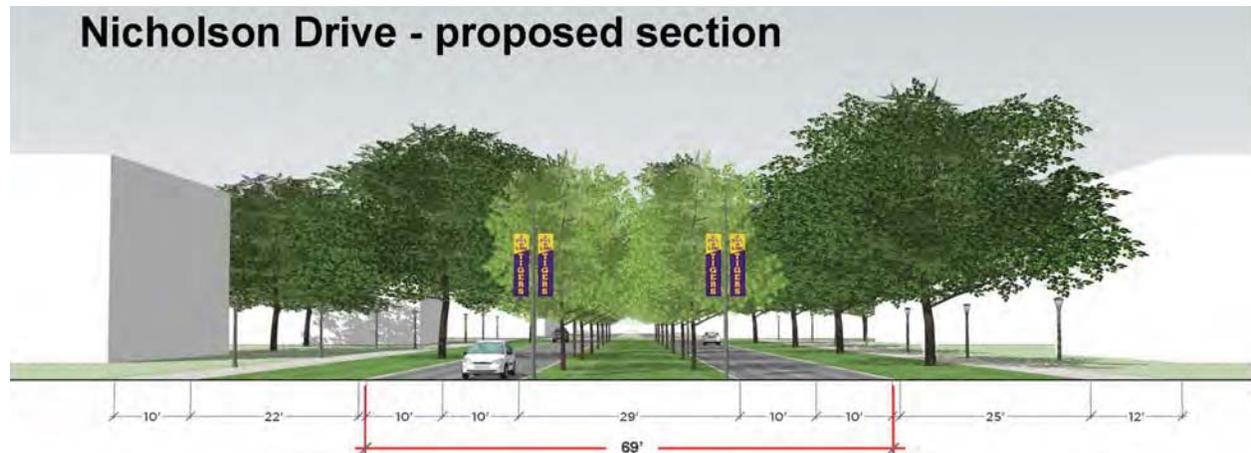 Nicholson Drive - proposed section
TIGERS TIGERS TIGERS TIGERS
10' 22' 10' 10' 29' 10' 10' 25' 12'
69'